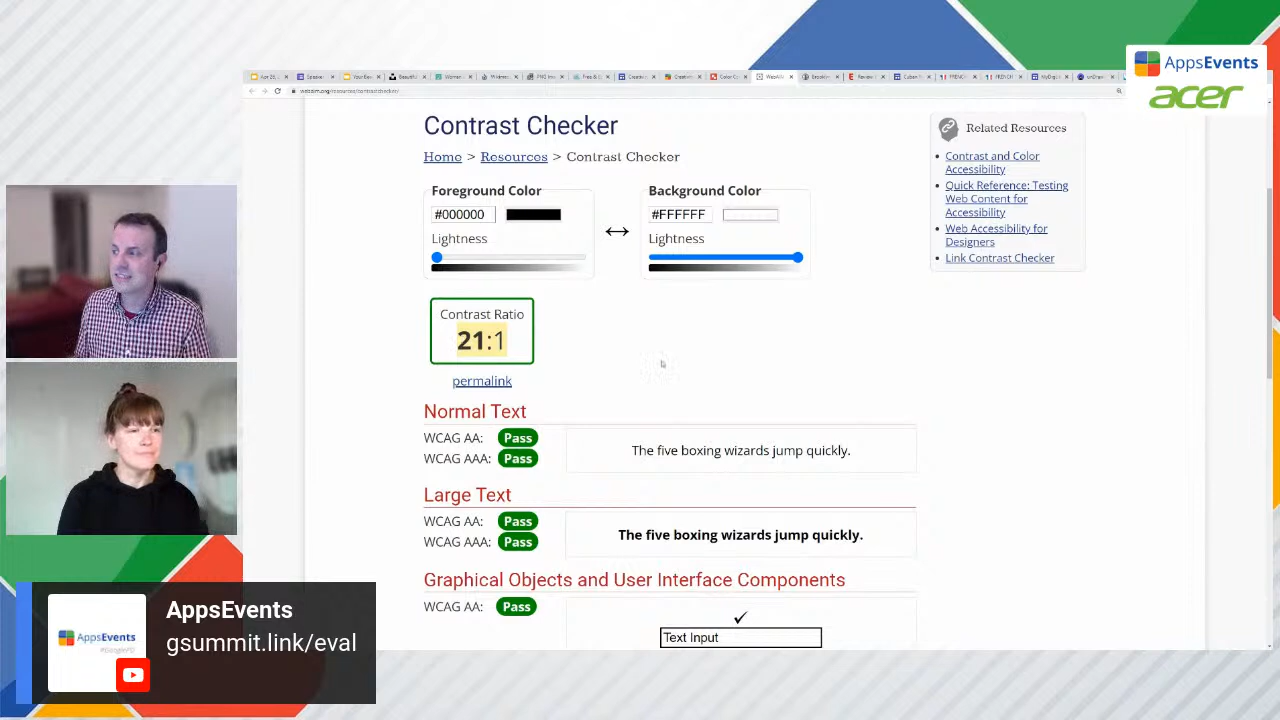 AppsEvents
acer
webaim.org/resources/contrastchecker/
Contrast Checker
Home > Resources > Contrast Checker
Foreground Color
#000000
Lightness
Background Color
#FFFFFF
Lightness
Contrast Ratio
21:1
permalink
Related Resources
Contrast and Color
Accessibility
Quick Reference: Testing
Web Content for
Accessibility
Web Accessibility for
Designers
Link Contrast Checker
Normal Text
WCAG AA: Pass
WCAG AAA: Pass
The five boxing wizards jump quickly.
Large Text
WCAG AA: Pass
WCAG AAA: Pass
The five boxing wizards jump quickly.
Graphical Objects and User Interface Components
WCAG AA: Pass
Text Input
AppsEvents
AppsEvents
gsummit.link/eval